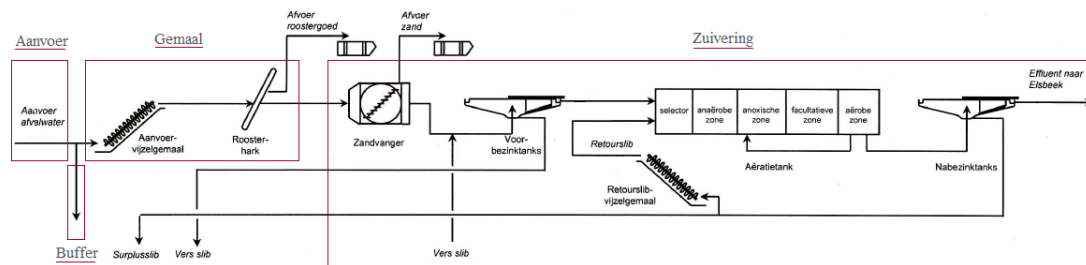 Aanvoer
Gemaal
Afvoer
roostergoed
Afvoer
zand
Zuivering
Aanvoer
afvalwater
Aanvoer-
vijzelgemaal
Rooster-
hark
Zandvanger
Voor-
bezinktanks
selector
anaërobe
zone
anoxische
zone
facultatieve
zone
aërobe
zone
Effluent naar
Elsbeek
Retourslib
Aëratietank
Nabezinktanks
Retourslib-
vijzelgemaal
Buffer
Surplusslib
Vers slib
Vers slib